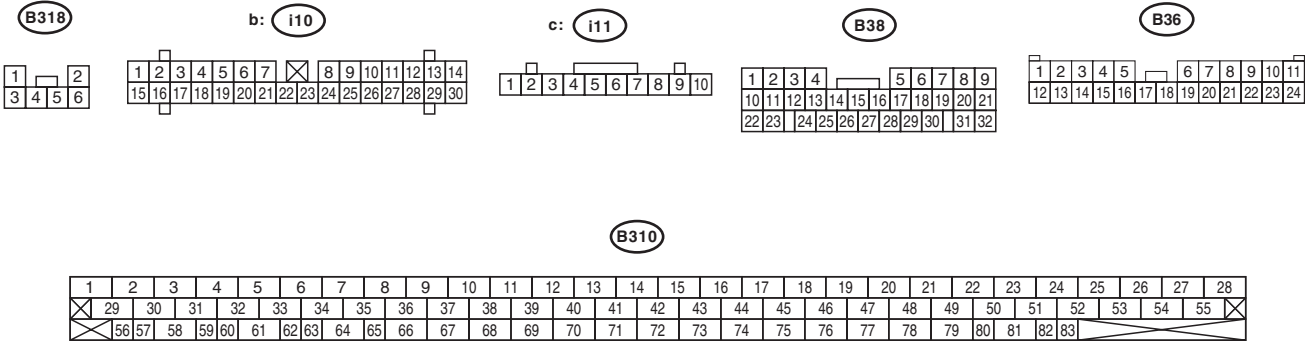 B318
b: i10
c: i11
B38
B36
1 2
3 4 5 6
1 2 3 4 5 6 7 8 9 10 11 12 13 14
15 16 17 18 19 20 21 22 23 24 25 26 27 28 29 30
1 2 3 4 5 6 7 8 9 10
1 2 3 4 5 6 7 8 9
10 11 12 13 14 15 16 17 18 19 20 21
22 23 24 25 26 27 28 29 30 31 32
1 2 3 4 5 6 7 8 9 10 11
12 13 14 15 16 17 18 19 20 21 22 23 24
B310
1 2 3 4 5 6 7 8 9 10 11 12 13 14 15 16 17 18 19 20 21 22 23 24 25 26 27 28
29 30 31 32 33 34 35 36 37 38 39 40 41 42 43 44 45 46 47 48 49 50 51 52 53 54 55
56 57 58 59 60 61 62 63 64 65 66 67 68 69 70 71 72 73 74 75 76 77 78 79 80 81 82 83